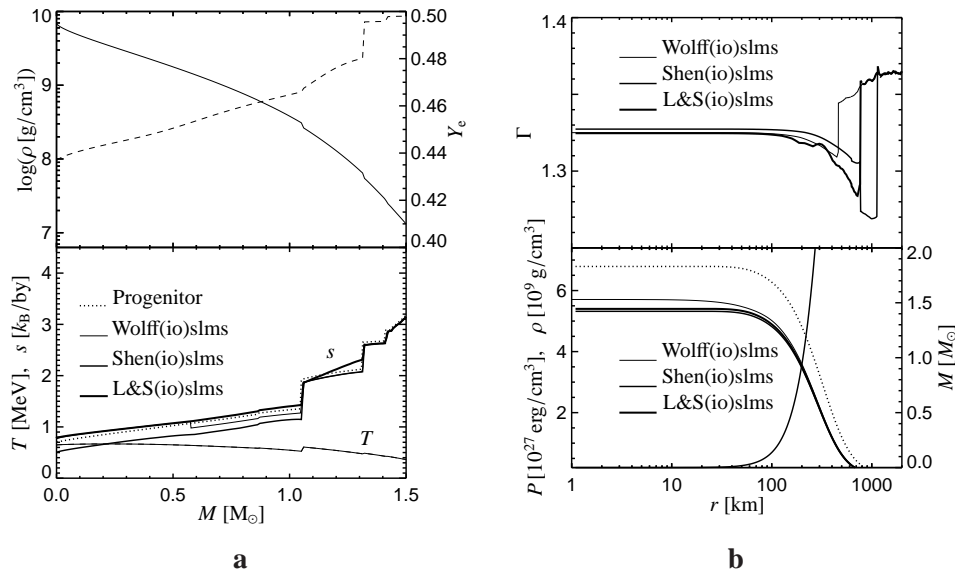 log(ρ [g/cm³])
10
9
8
7
0.50
0.48
0.46
0.44
0.42
0.40
Yₑ
T [MeV], s [k_B/by]
4
3
2
1
0
Progenitor
Wolff(io)slms
Shen(io)slms
L&S(io)slms
s
T
0.0
0.5
1.0
1.5
M [M⊙]
a
Γ
1.4
1.3
Wolff(io)slms
Shen(io)slms
L&S(io)slms
P [10²⁷ erg/cm³], ρ [10⁹ g/cm³]
6
4
2
2.0
1.5
1.0
0.5
0.0
M [M⊙]
Wolff(io)slms
Shen(io)slms
L&S(io)slms
1
10
100
1000
r [km]
b